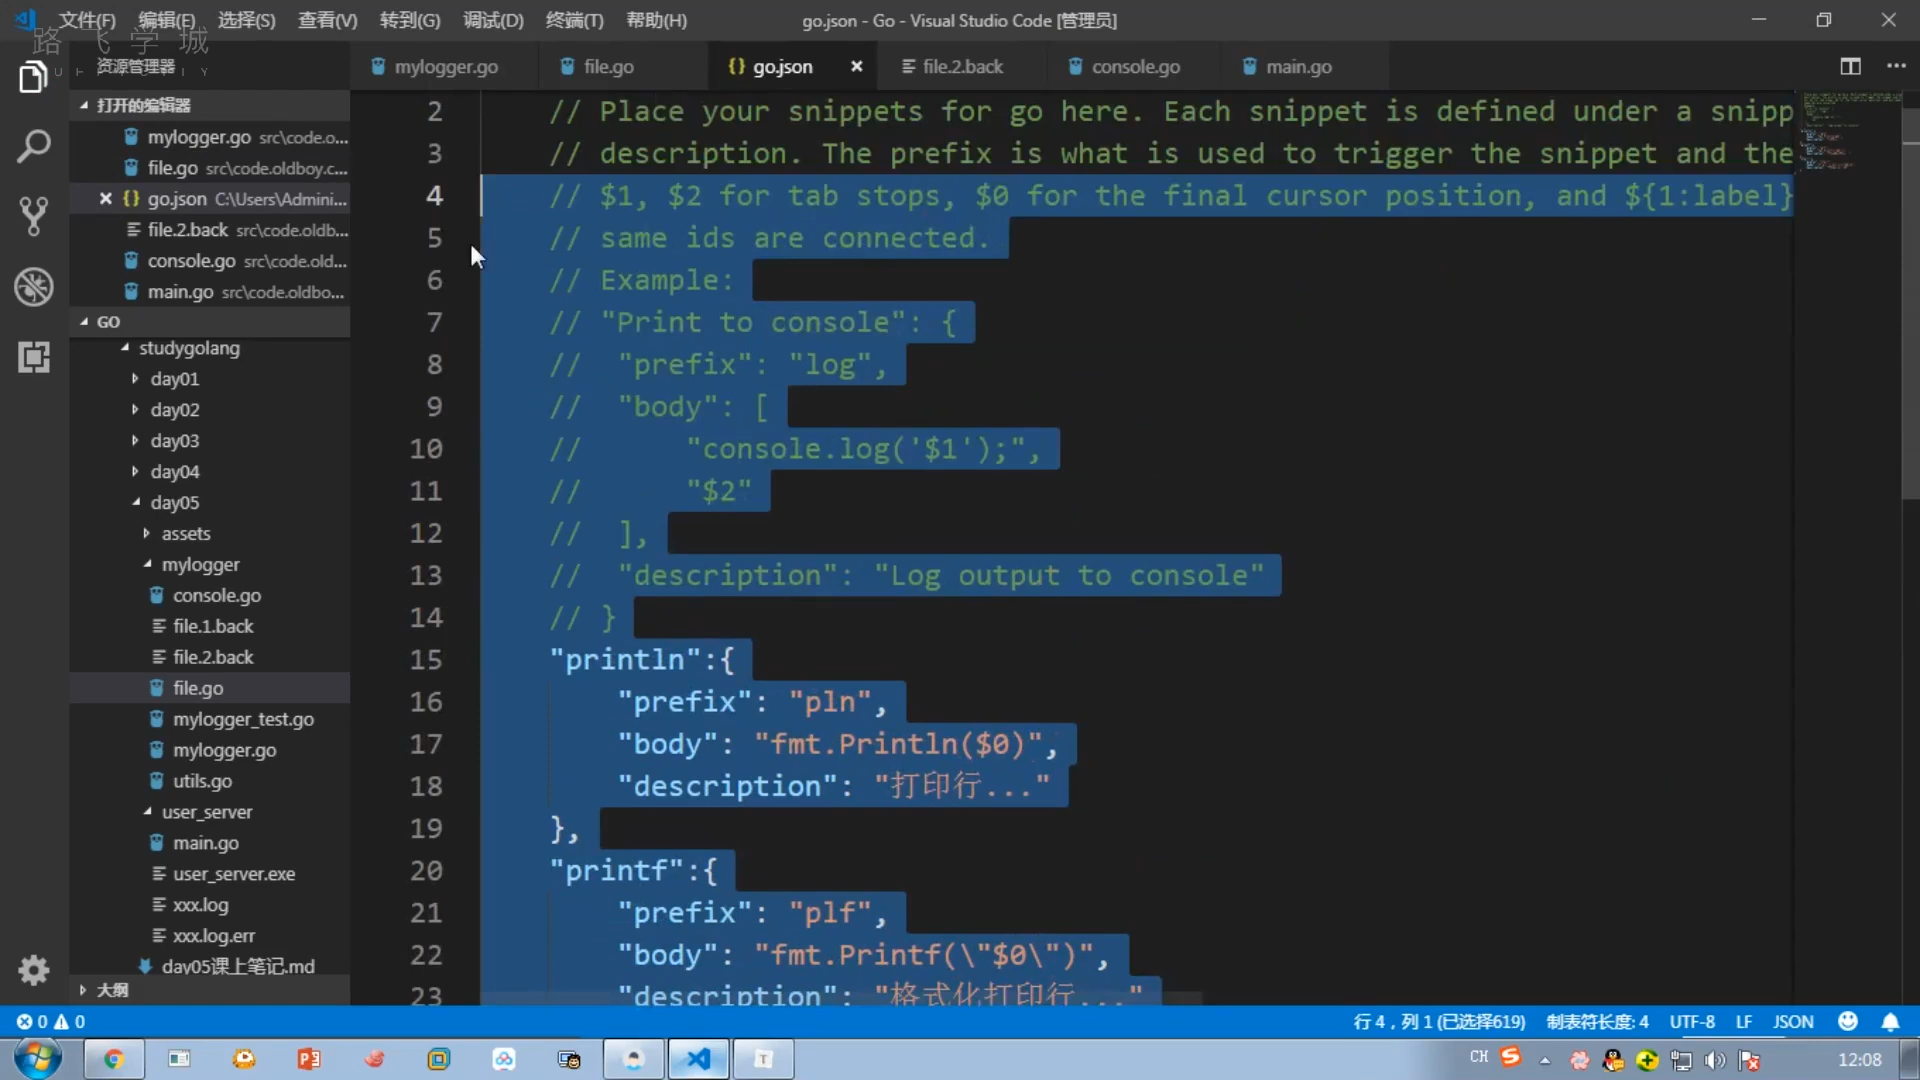 文件(F) 编辑(E) 选择(S) 查看(V) 转到(G) 调试(D) 终端(T) 帮助(H)
go.json - Go - Visual Studio Code [管理员]
路飞学城
资源管理器
mylogger.go
file.go
go.json
file.2.back
console.go
main.go
打开的编辑器
mylogger.go src\code.o...
file.go src\code.oldboy.c...
go.json C:\Users\Admini...
file.2.back src\code.oldb...
console.go src\code.old...
main.go src\code.oldbo...
GO
studygolang
day01
day02
day03
day04
day05
assets
mylogger
console.go
file.1.back
file.2.back
file.go
mylogger_test.go
mylogger.go
utils.go
user_server
main.go
user_server.exe
xxx.log
xxx.log.err
day05课上笔记.md
大纲
2 // Place your snippets for go here. Each snippet is defined under a snipp
3 // description. The prefix is what is used to trigger the snippet and the
4 // $1, $2 for tab stops, $0 for the final cursor position, and ${1:label}
5 // same ids are connected.
6 // Example:
7 // "Print to console": {
8 // "prefix": "log",
9 // "body": [
10 // "console.log('$1');",
11 // "$2"
12 // ],
13 // "description": "Log output to console"
14 // }
15 "println":{
16 "prefix": "pln",
17 "body": "fmt.Println($0)",
18 "description": "打印行..."
19 },
20 "printf":{
21 "prefix": "plf",
22 "body": "fmt.Printf(\"$0\")",
23 "description": "格式化打印行..."
0 0
行 4，列 1 (已选择619) 制表符长度: 4 UTF-8 LF JSON
CH
12:08